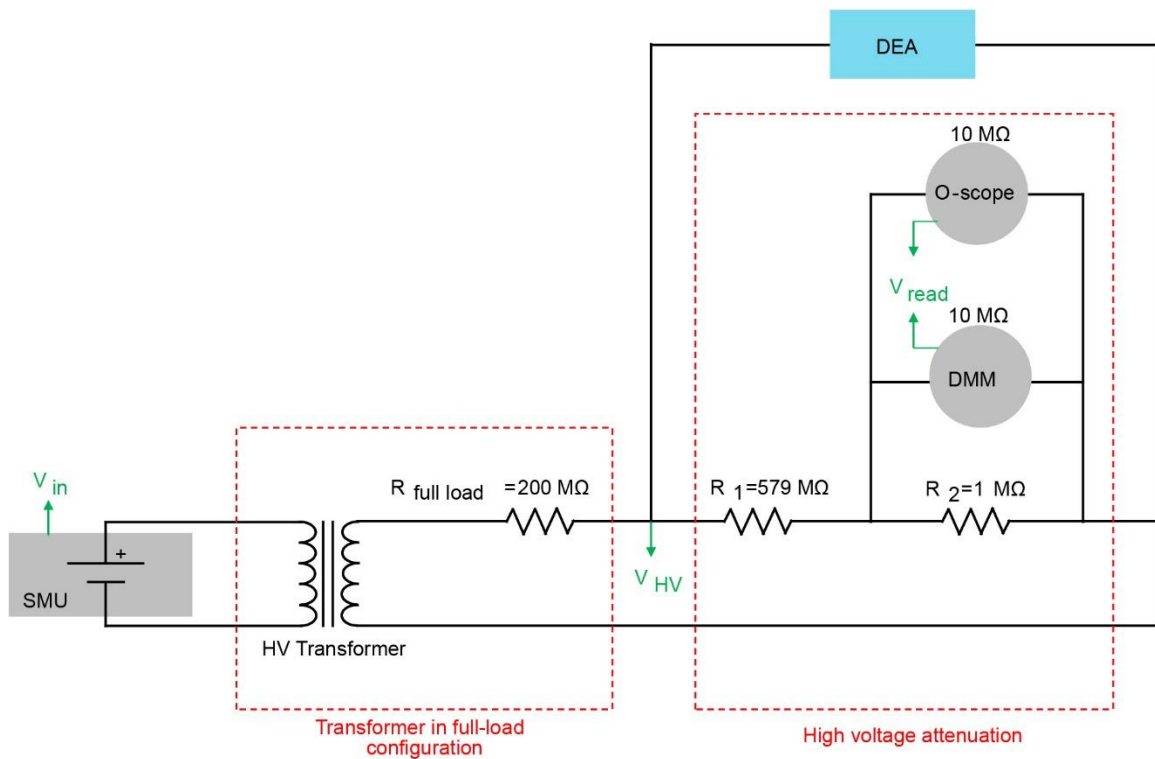 DEA
10 MΩ
O-scope
V read
10 MΩ
DMM
V in
R full load =200 MΩ
R 1=579 MΩ
R 2=1 MΩ
+
SMU
V HV
HV Transformer
Transformer in full-load
configuration
High voltage attenuation